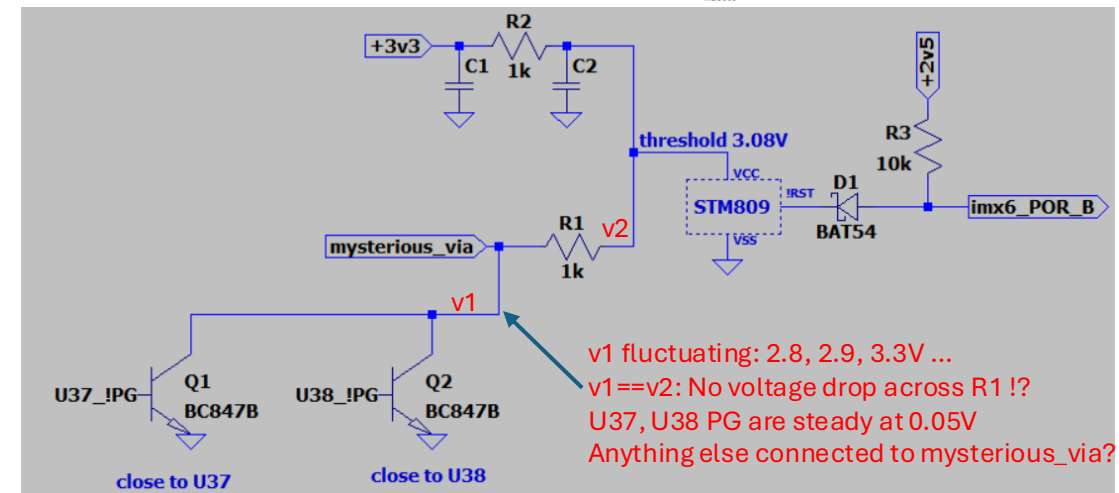 R2
+3v3
C1
1k
C2
+2v5
R3
10k
threshold 3.08V
VCC
STM809
!RST
VSS
D1
BAT54
imx6_POR_B
mysterious_via
R1
1k
v2
v1
U37_!PG
Q1
BC847B
U38_!PG
Q2
BC847B
close to U37
close to U38
v1 fluctuating: 2.8, 2.9, 3.3V ...
v1==v2: No voltage drop across R1 !?
U37, U38 PG are steady at 0.05V
Anything else connected to mysterious_via?